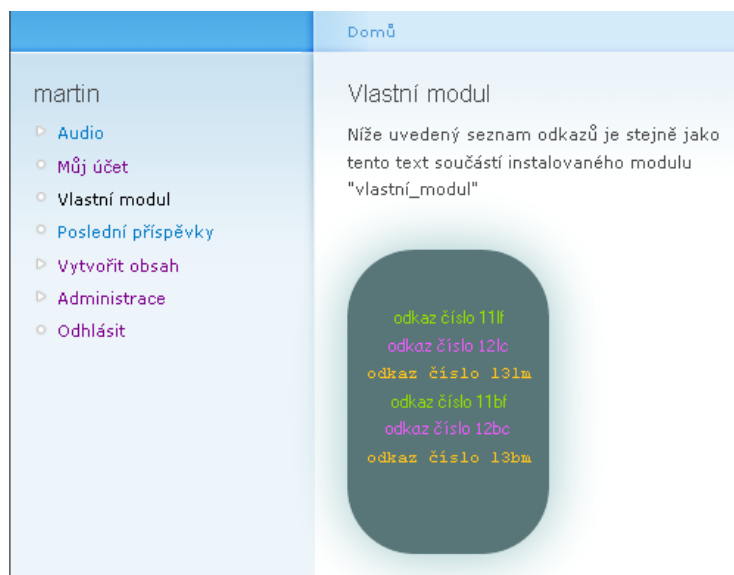 Domů
martin
Audio
Můj účet
Vlastní modul
Poslední příspěvky
Vytvořit obsah
Administrace
Odhlásit
Vlastní modul
Níže uvedený seznam odkazů je stejně jako
tento text součástí instalovaného modulu
"vlastní_modul"
odkaz číslo 11lf
odkaz číslo 12lc
odkaz číslo 13lm
odkaz číslo 11bf
odkaz číslo 12bc
odkaz číslo 13bm